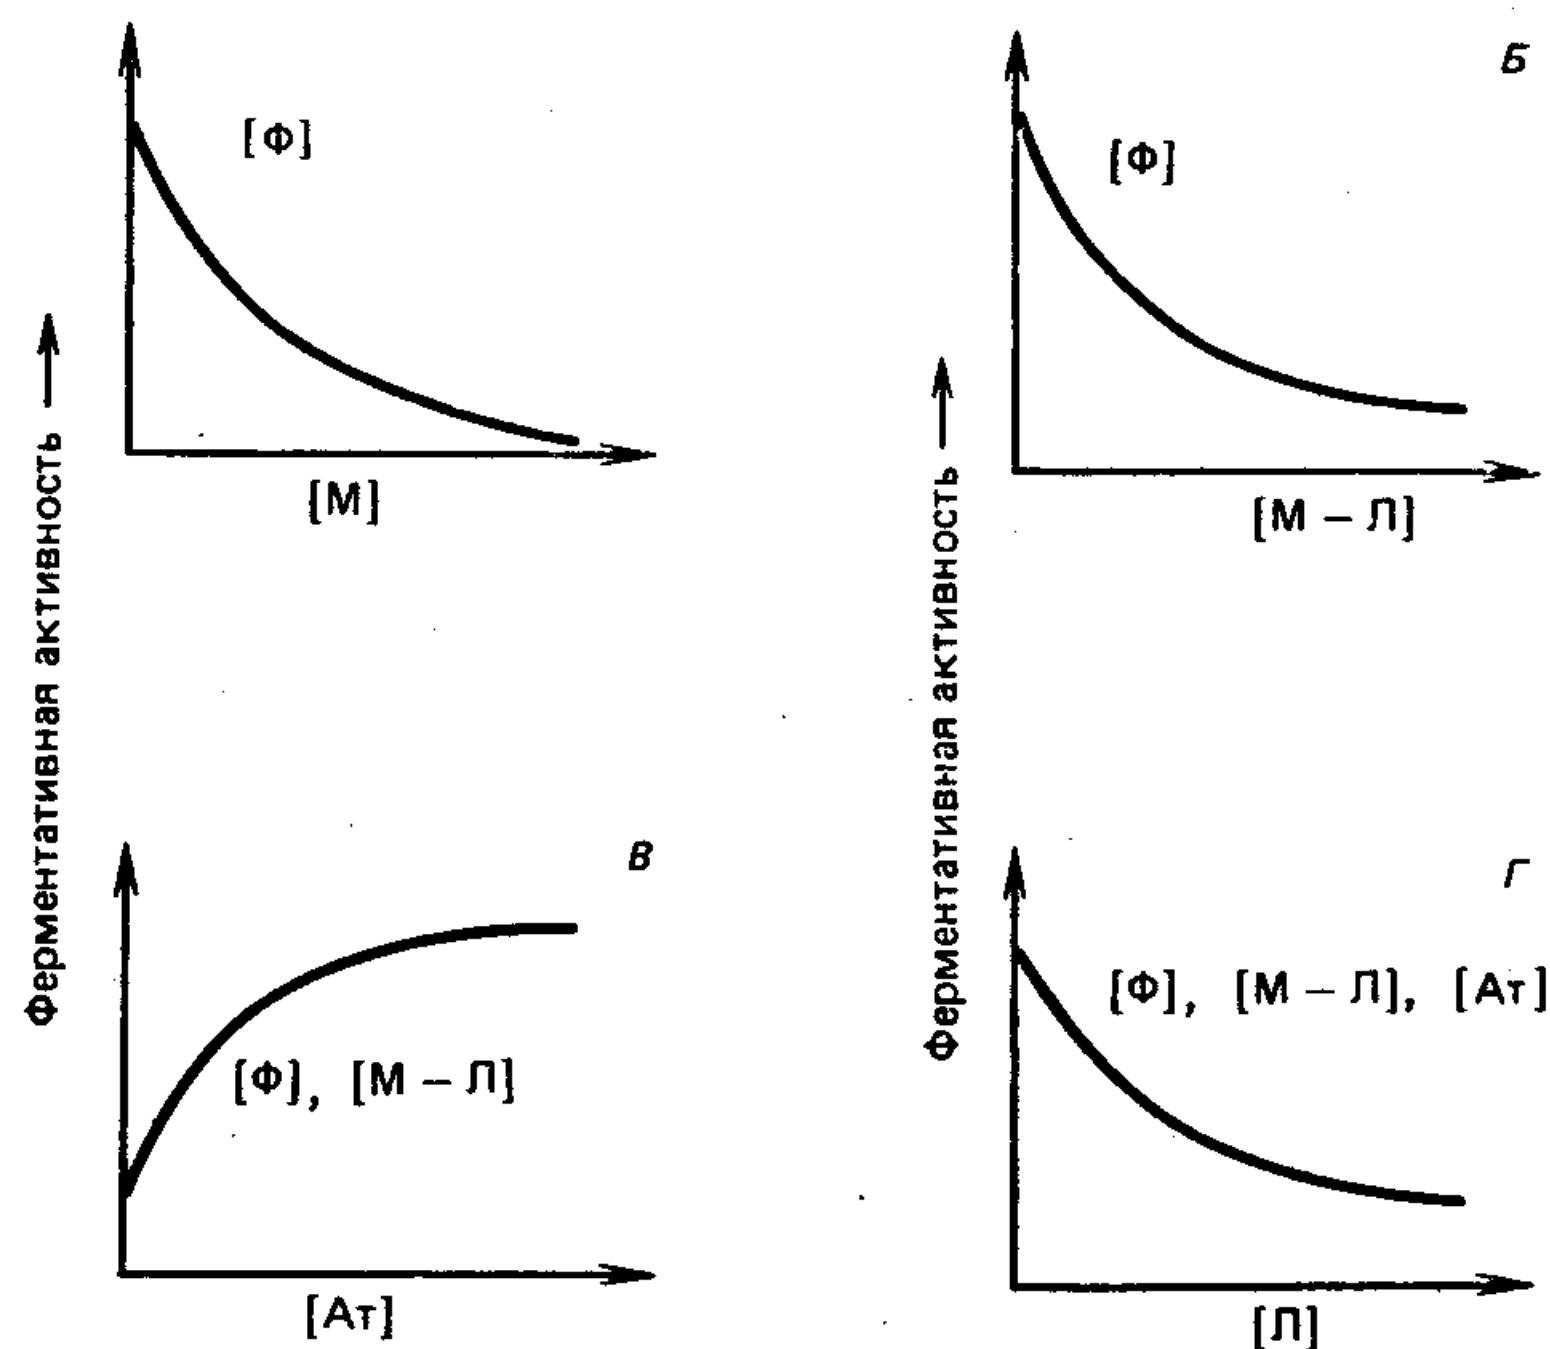 Б
[Ф]
[Ф]
Ферментативная активность
Ферментативная активность
[М]
[М – Л]
В
Г
[Ф], [М – Л], [Ат]
[Ф], [М – Л]
[Ат]
[Л]